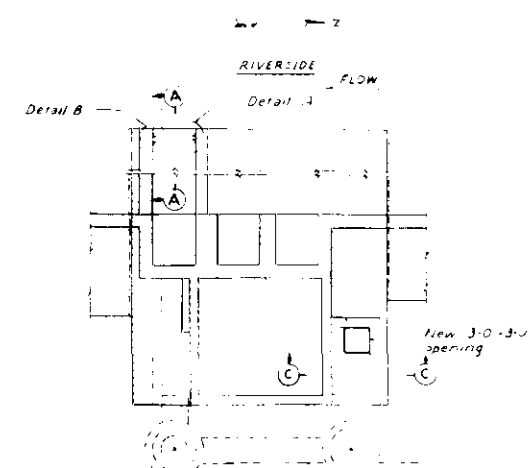 z
RIVERSIDE
FLOW
A
Detail B
Detail A
A
New 3-0 x 3-0
opening
C
C